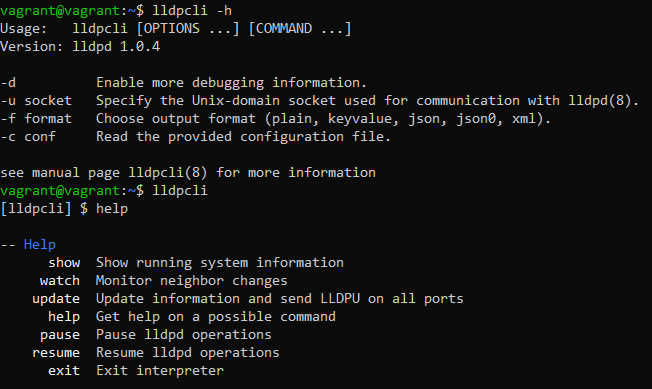 vagrant@vagrant:~$ lldpcli -h
Usage:   lldpcli [OPTIONS ...] [COMMAND ...]
Version: lldpd 1.0.4

-d          Enable more debugging information.
-u socket   Specify the Unix-domain socket used for communication with lldpd(8).
-f format   Choose output format (plain, keyvalue, json, json0, xml).
-c conf     Read the provided configuration file.

see manual page lldpcli(8) for more information
vagrant@vagrant:~$ lldpcli
[lldpcli] $ help

-- Help
      show  Show running system information
     watch  Monitor neighbor changes
    update  Update information and send LLDPU on all ports
      help  Get help on a possible command
     pause  Pause lldpd operations
    resume  Resume lldpd operations
      exit  Exit interpreter